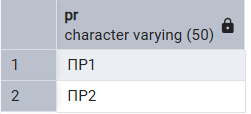 pr
character varying (50)
1 ПР1
2 ПР2